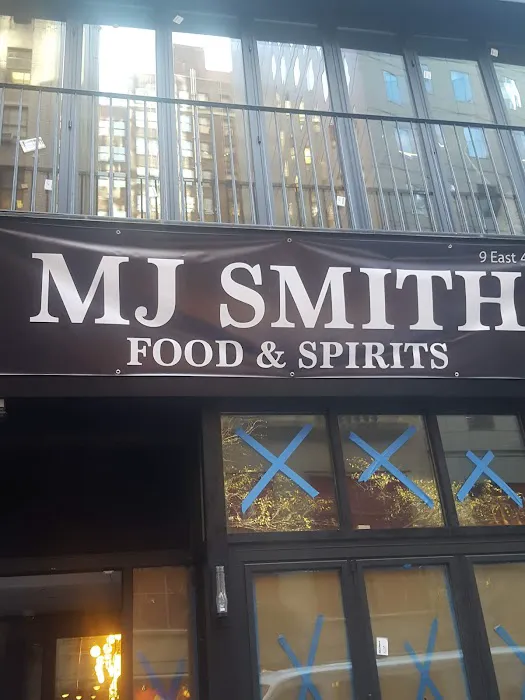 9 East 4
MJ SMITH
FOOD & SPIRITS